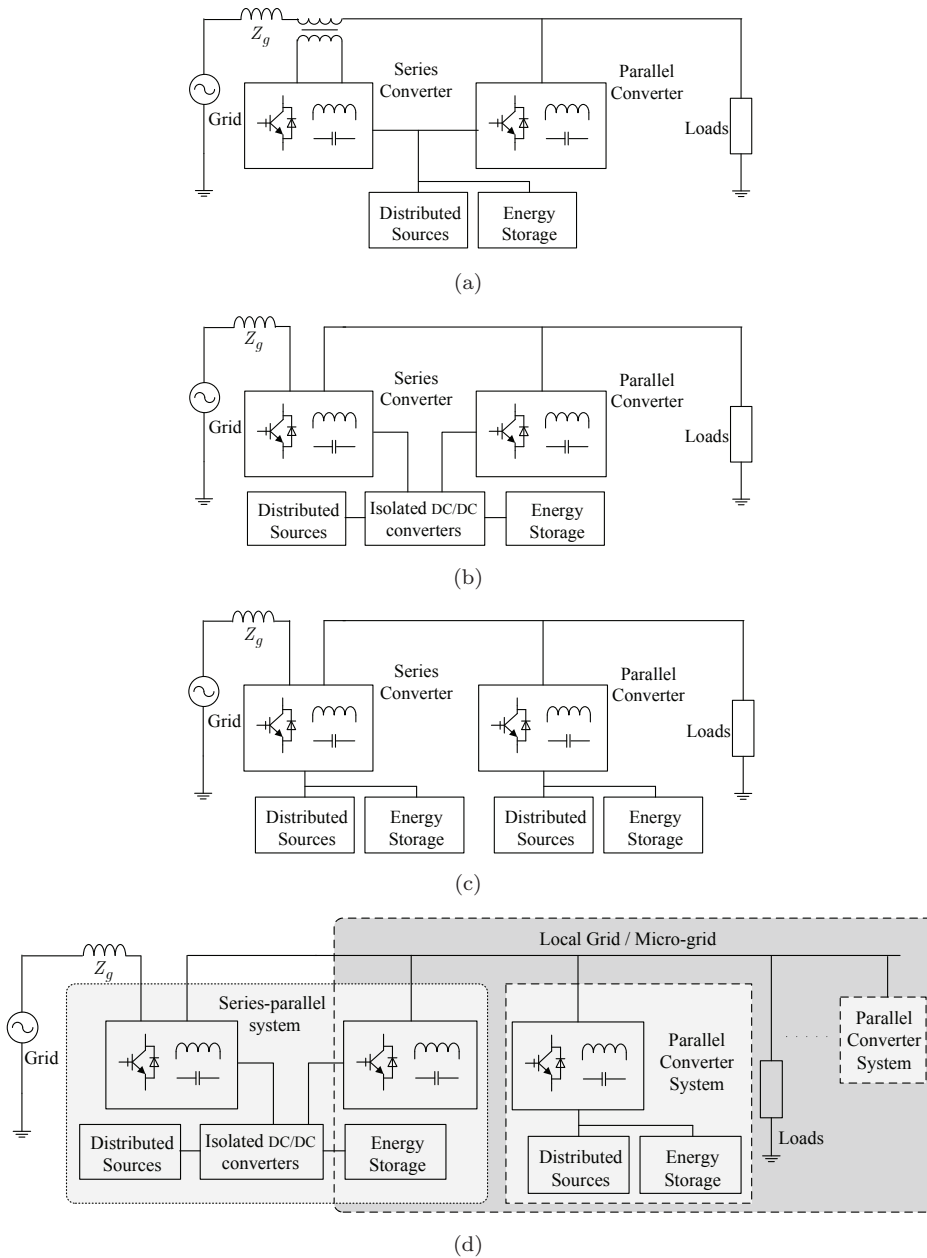 Z_g
Series
Converter
Parallel
Converter
Grid
Loads
Distributed
Sources
Energy
Storage
(a)
Z_g
Series
Converter
Parallel
Converter
Grid
Loads
Distributed
Sources
Isolated DC/DC
converters
Energy
Storage
(b)
Z_g
Series
Converter
Parallel
Converter
Grid
Loads
Distributed
Sources
Energy
Storage
Distributed
Sources
Energy
Storage
(c)
Local Grid / Micro-grid
Z_g
Series-parallel
system
Grid
Parallel
Converter
System
Parallel
Converter
System
Distributed
Sources
Isolated DC/DC
converters
Energy
Storage
Distributed
Sources
Energy
Storage
Loads
(d)